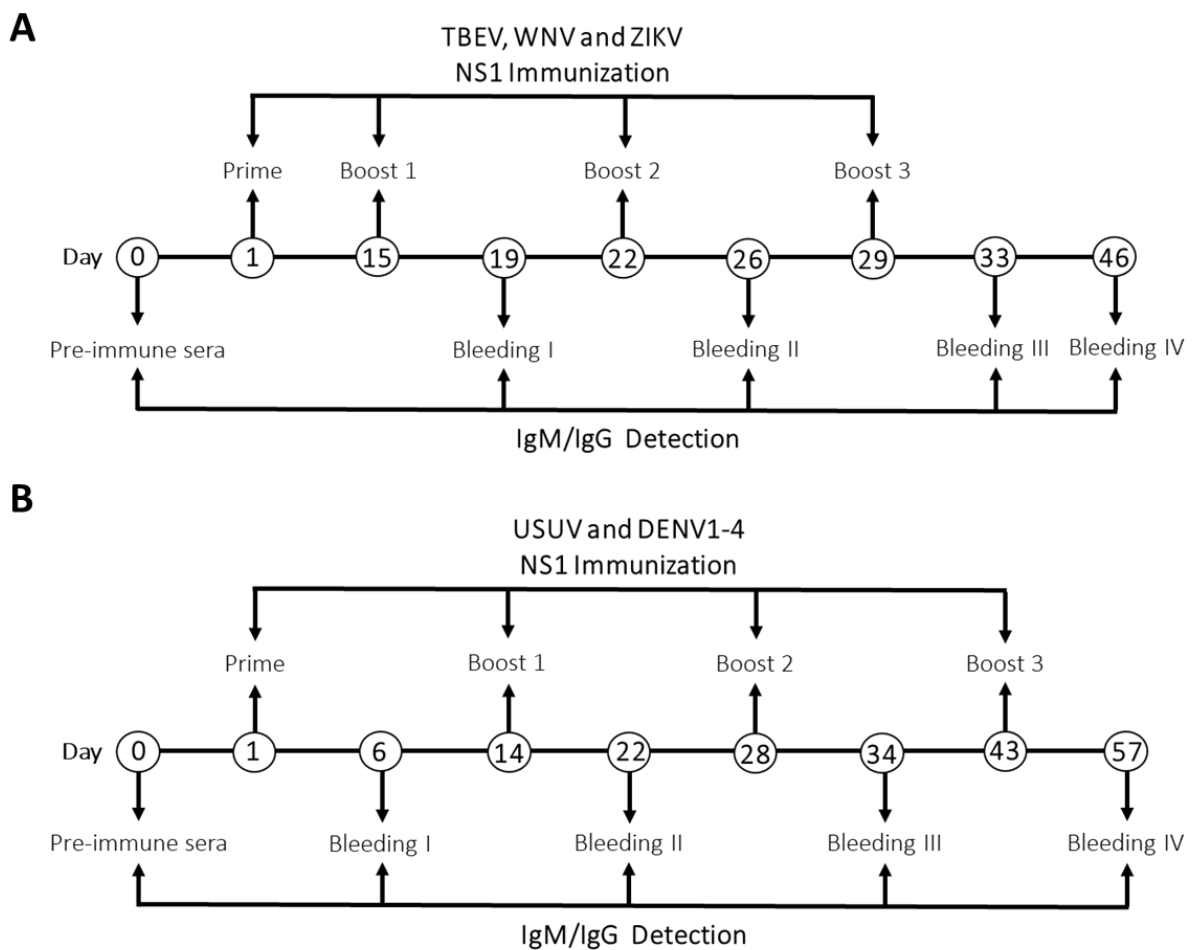 A
TBEV, WNV and ZIKV
NS1 Immunization
Prime Boost 1 Boost 2 Boost 3
Day 0 1 15 19 22 26 29 33 46
Pre-immune sera Bleeding I Bleeding II Bleeding III Bleeding IV
IgM/IgG Detection
B
USUV and DENV1-4
NS1 Immunization
Prime Boost 1 Boost 2 Boost 3
Day 0 1 6 14 22 28 34 43 57
Pre-immune sera Bleeding I Bleeding II Bleeding III Bleeding IV
IgM/IgG Detection